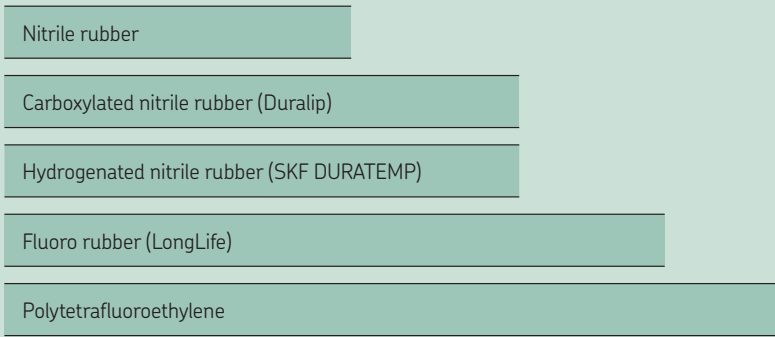 Nitrile rubber
Carboxylated nitrile rubber (Duralip)
Hydrogenated nitrile rubber (SKF DURATEMP)
Fluoro rubber (LongLife)
Polytetrafluoroethylene